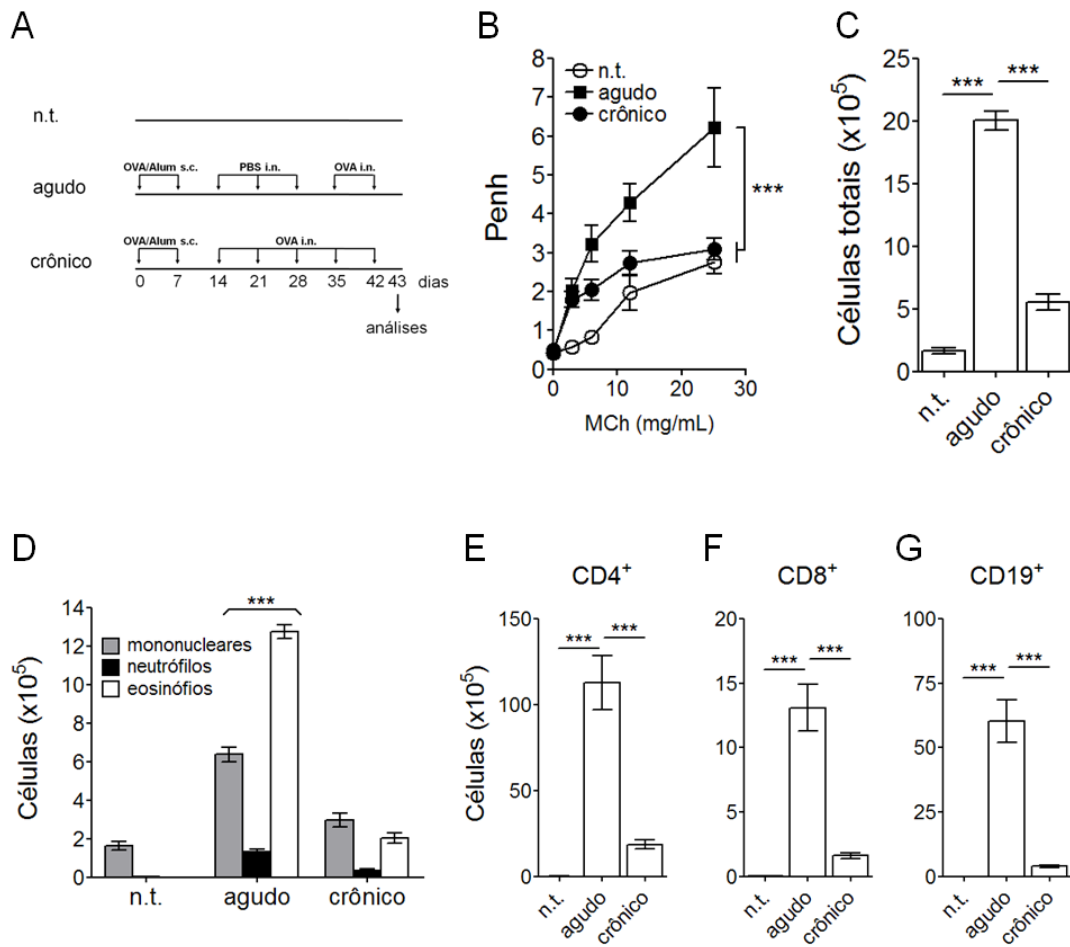 A
n.t.
OVA/Alum s.c. PBS i.n. OVA i.n.
agudo
OVA/Alum s.c. OVA i.n.
crônico
0 7 14 21 28 35 42 43 dias
análises
B
8
7
6
5
4
3
2
1
0
Penh
n.t.
agudo
crônico
***
0 10 20 30
MCh (mg/mL)
C
25
20
15
10
5
0
Células totais (x10⁵)
*** ***
n.t. agudo crônico
D
14
12
10
8
6
4
2
0
Células (x10⁵)
***
mononucleares
neutrófilos
eosinófios
n.t. agudo crônico
E
CD4⁺
150
100
50
0
Células (x10⁵)
*** ***
n.t. agudo crônico
F
CD8⁺
20
15
10
5
0
*** ***
n.t. agudo crônico
G
CD19⁺
100
75
50
25
0
*** ***
n.t. agudo crônico